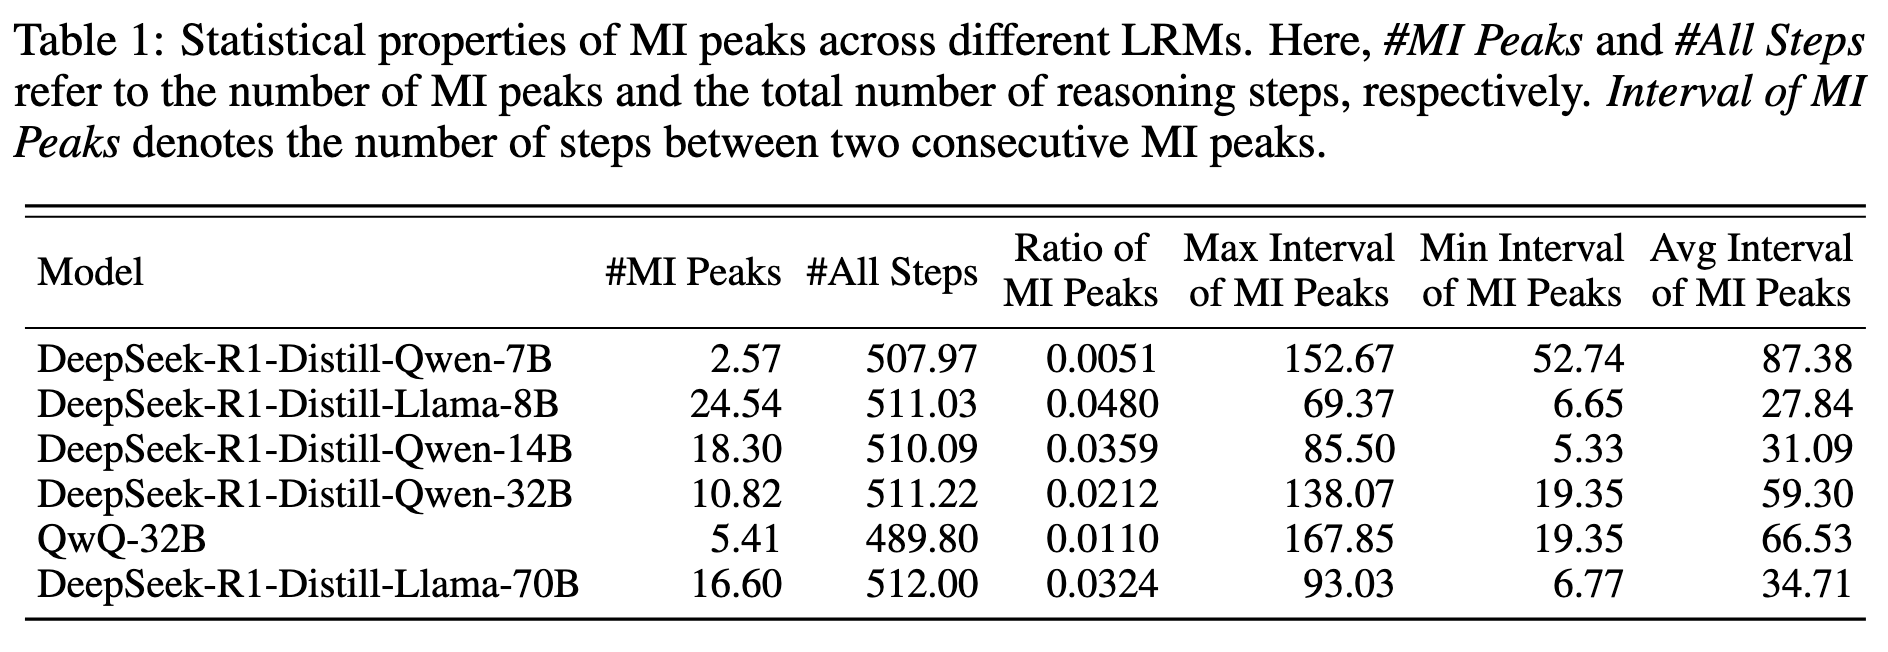 Table 1: Statistical properties of MI peaks across different LRMs. Here, #MI Peaks and #All Steps
refer to the number of MI peaks and the total number of reasoning steps, respectively. Interval of MI
Peaks denotes the number of steps between two consecutive MI peaks.
Model #MI Peaks #All Steps Ratio of MI Peaks Max Interval of MI Peaks Min Interval of MI Peaks Avg Interval of MI Peaks
DeepSeek-R1-Distill-Qwen-7B 2.57 507.97 0.0051 152.67 52.74 87.38
DeepSeek-R1-Distill-Llama-8B 24.54 511.03 0.0480 69.37 6.65 27.84
DeepSeek-R1-Distill-Qwen-14B 18.30 510.09 0.0359 85.50 5.33 31.09
DeepSeek-R1-Distill-Qwen-32B 10.82 511.22 0.0212 138.07 19.35 59.30
QwQ-32B 5.41 489.80 0.0110 167.85 19.35 66.53
DeepSeek-R1-Distill-Llama-70B 16.60 512.00 0.0324 93.03 6.77 34.71